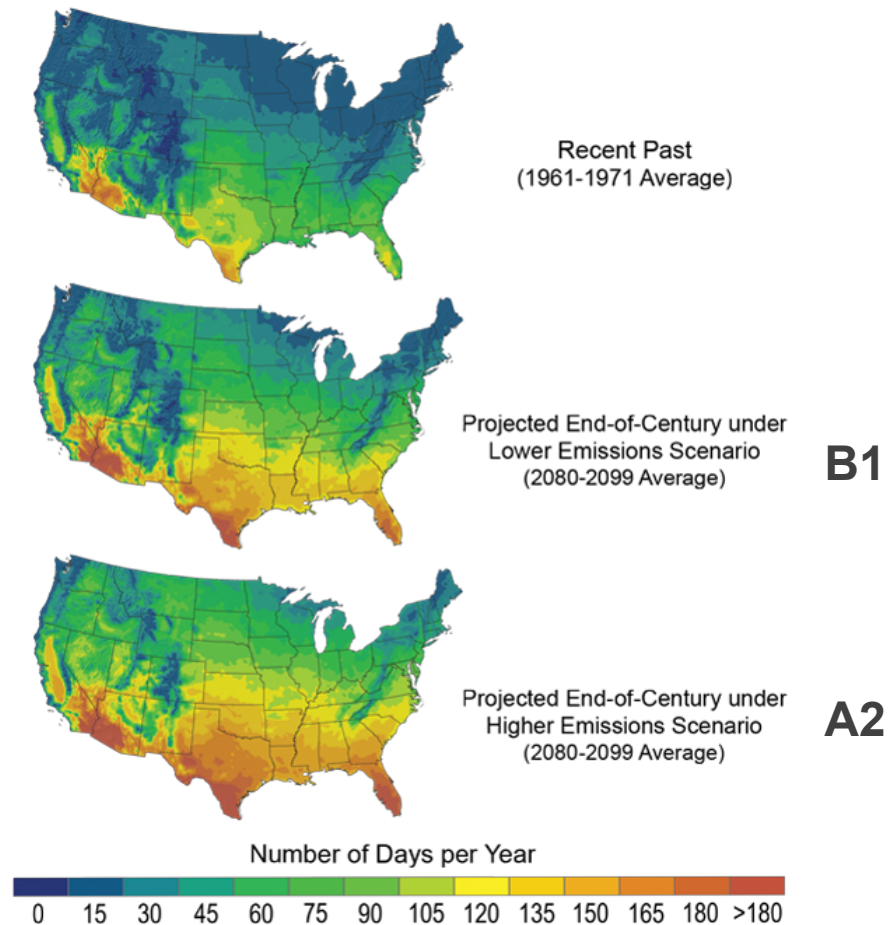 Recent Past
(1961-1971 Average)
Projected End-of-Century under
Lower Emissions Scenario
(2080-2099 Average)
B1
Projected End-of-Century under
Higher Emissions Scenario
(2080-2099 Average)
A2
Number of Days per Year
0 15 30 45 60 75 90 105 120 135 150 165 180 >180